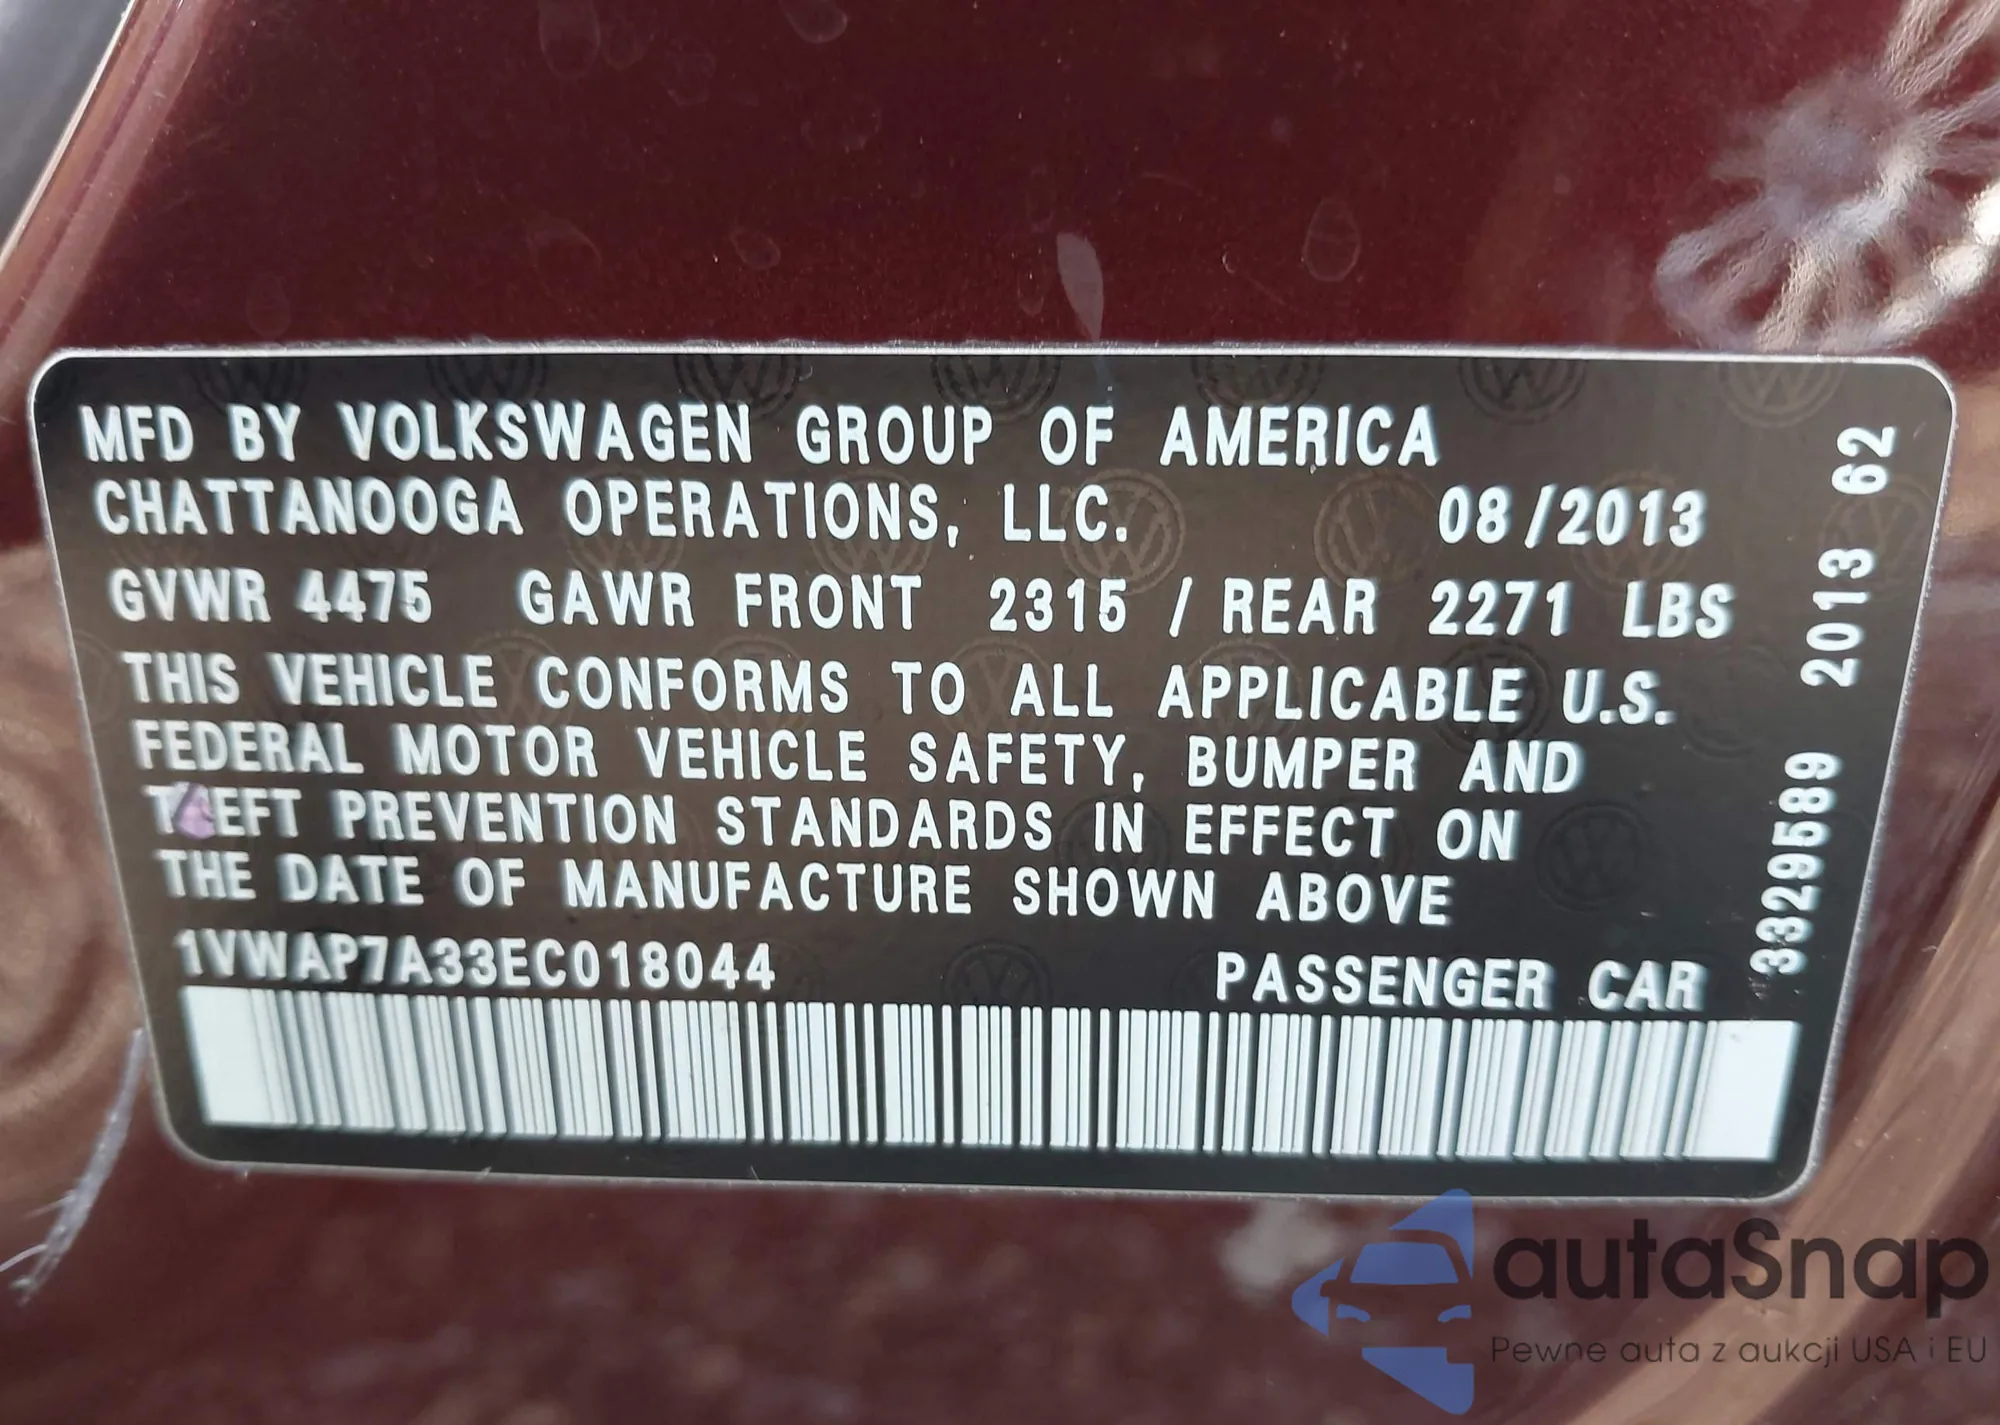 MFD BY VOLKSWAGEN GROUP OF AMERICA
CHATTANOOGA OPERATIONS, LLC. 08/2013
GVWR 4475 GAWR FRONT 2315 / REAR 2271 LBS
THIS VEHICLE CONFORMS TO ALL APPLICABLE U.S.
FEDERAL MOTOR VEHICLE SAFETY, BUMPER AND
THEFT PREVENTION STANDARDS IN EFFECT ON
THE DATE OF MANUFACTURE SHOWN ABOVE
1VWAP7A33EC018044 PASSENGER CAR
3329589 2013 62
autaSnap
Pewne auta z aukcji USA i EU